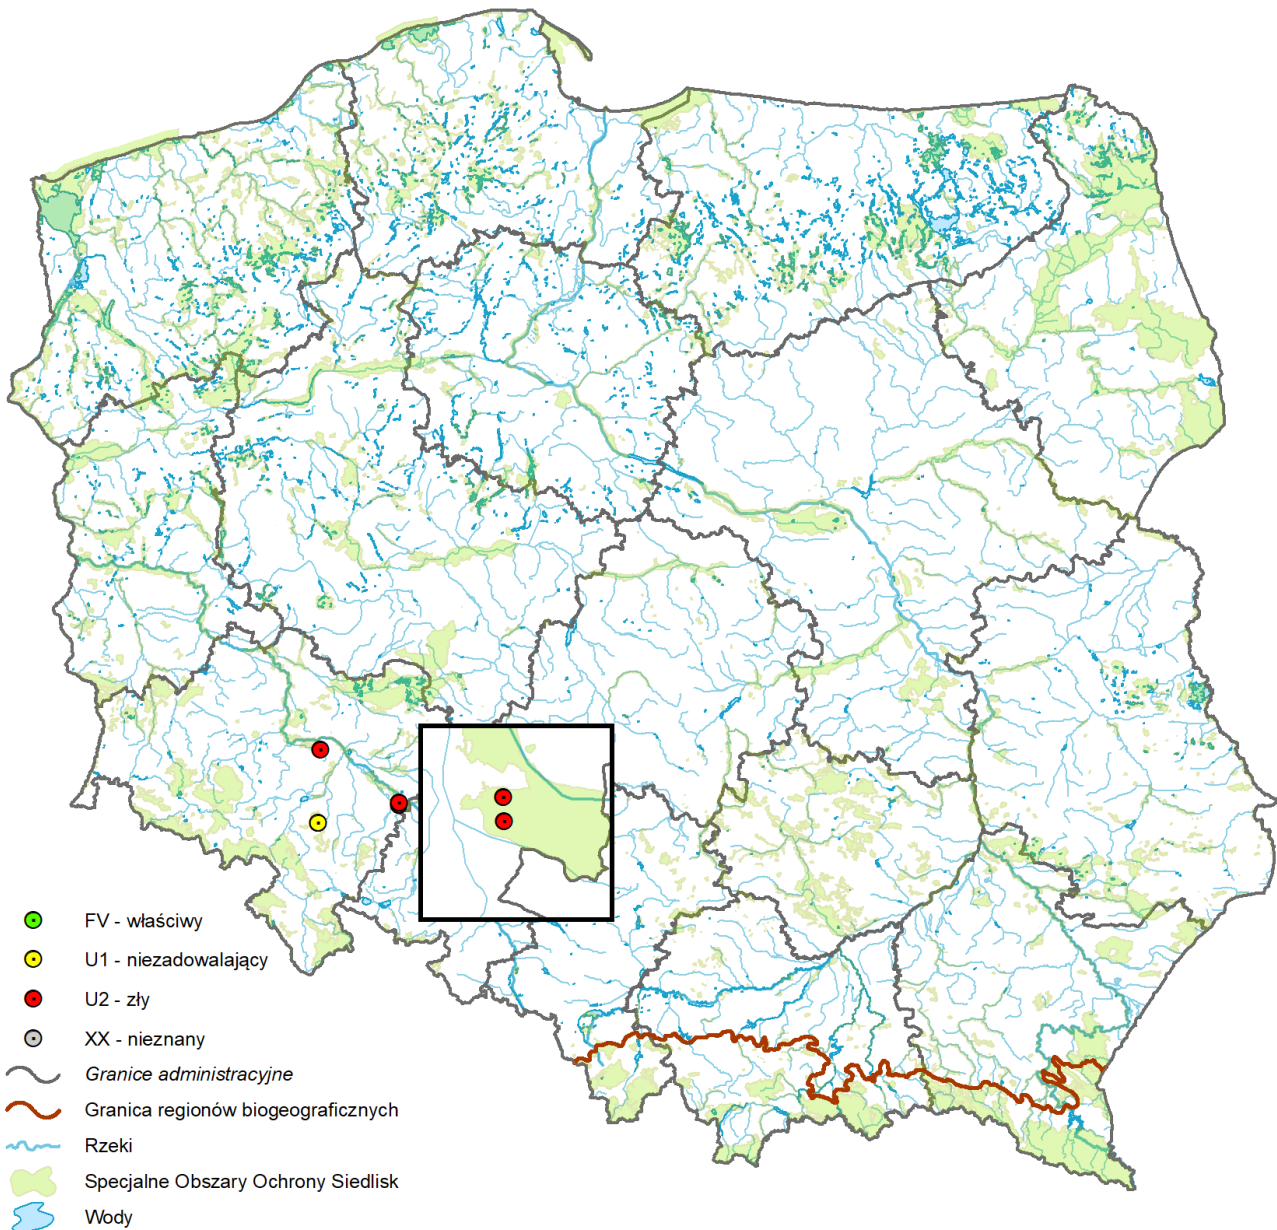 FV - właściwy
U1 - niezadowalający
U2 - zły
XX - nieznany
Granice administracyjne
Granica regionów biogeograficznych
Rzeki
Specjalne Obszary Ochrony Siedlisk
Wody